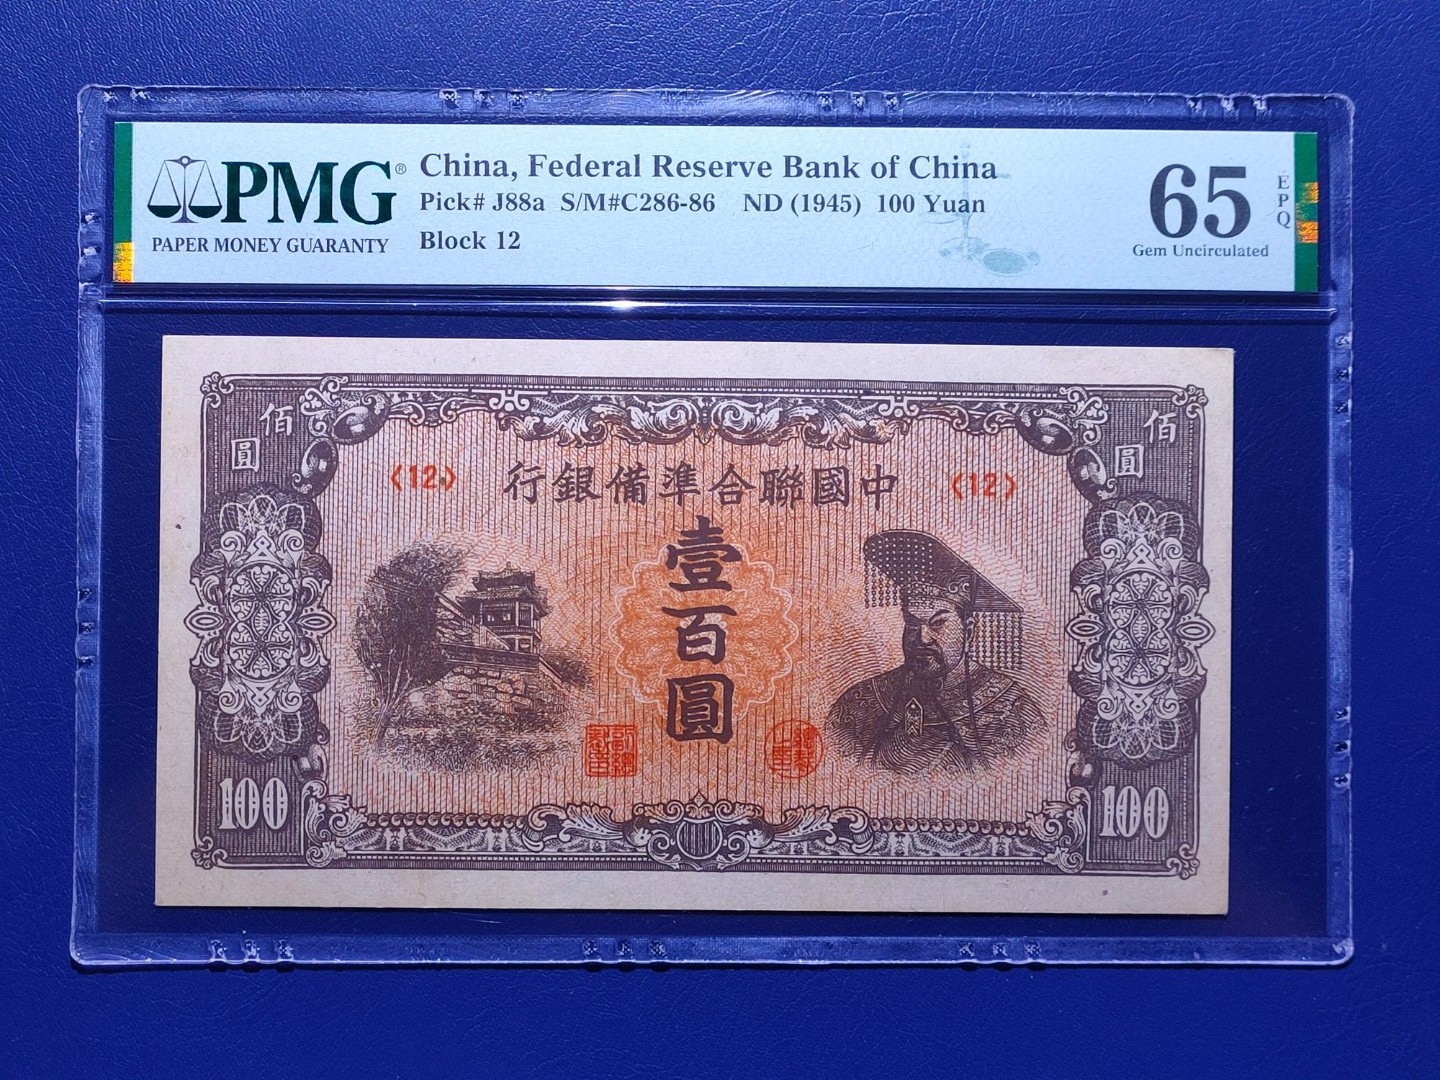 PMG®
PAPER MONEY GUARANTY
China, Federal Reserve Bank of China
Pick# J88a S/M#C286-86 ND (1945) 100 Yuan
Block 12
65
EPQ
Gem Uncirculated
佰圓
佰圓
〈12〉
行銀備準合聯國中
〈12〉
壹百圓
100
100